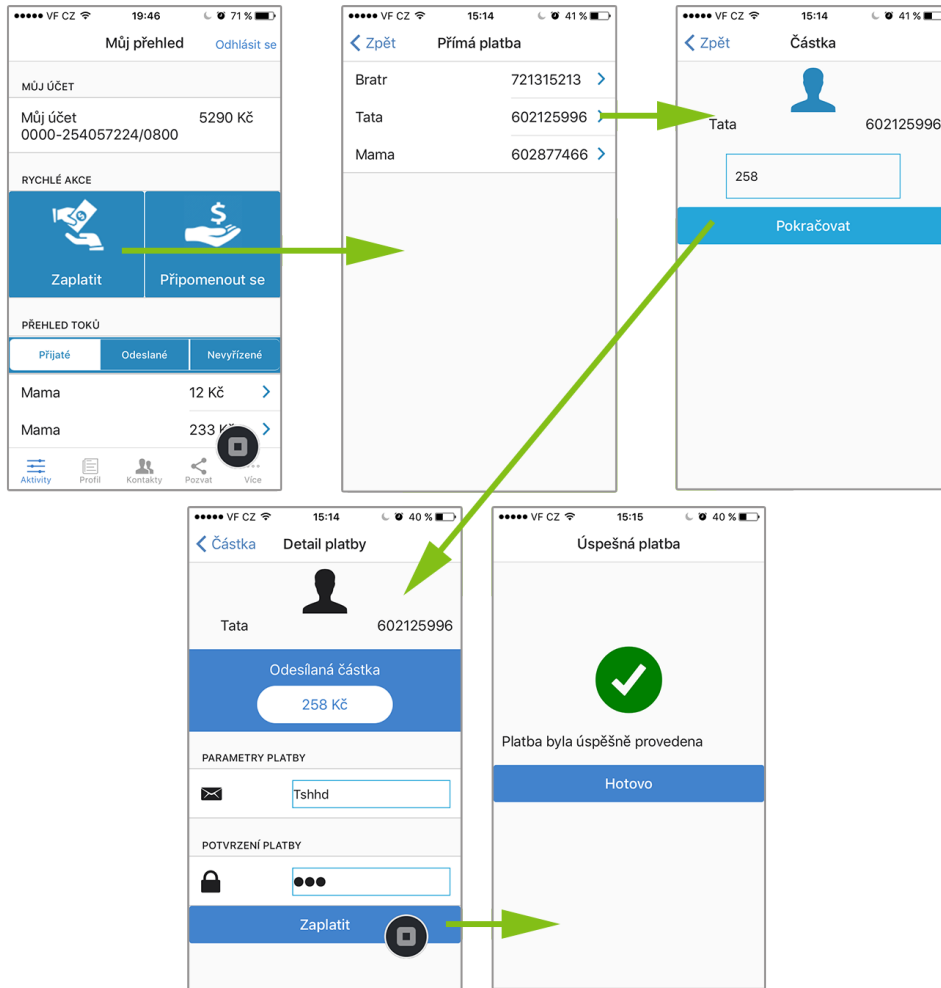 VF CZ 19:46 71 %
Můj přehled Odhlásit se
MŮJ ÚČET
Můj účet 5290 Kč
0000-254057224/0800
RYCHLÉ AKCE
Zaplatit Připomenout se
PŘEHLED TOKŮ
Přijaté Odeslané Nevyřízené
Mama 12 Kč
Mama 233
Aktivity Profil Kontakty Pozvat Více
VF CZ 15:14 41 %
Zpět Přímá platba
Bratr 721315213
Tata 602125996
Mama 602877466
VF CZ 15:14 41 %
Zpět Částka
Tata 602125996
258
Pokračovat
VF CZ 15:14 40 %
Částka Detail platby
Tata 602125996
Odesílaná částka
258 Kč
PARAMETRY PLATBY
Tshhd
POTVRZENÍ PLATBY
Zaplatit
VF CZ 15:15 40 %
Úspešná platba
Platba byla úspěšně provedena
Hotovo